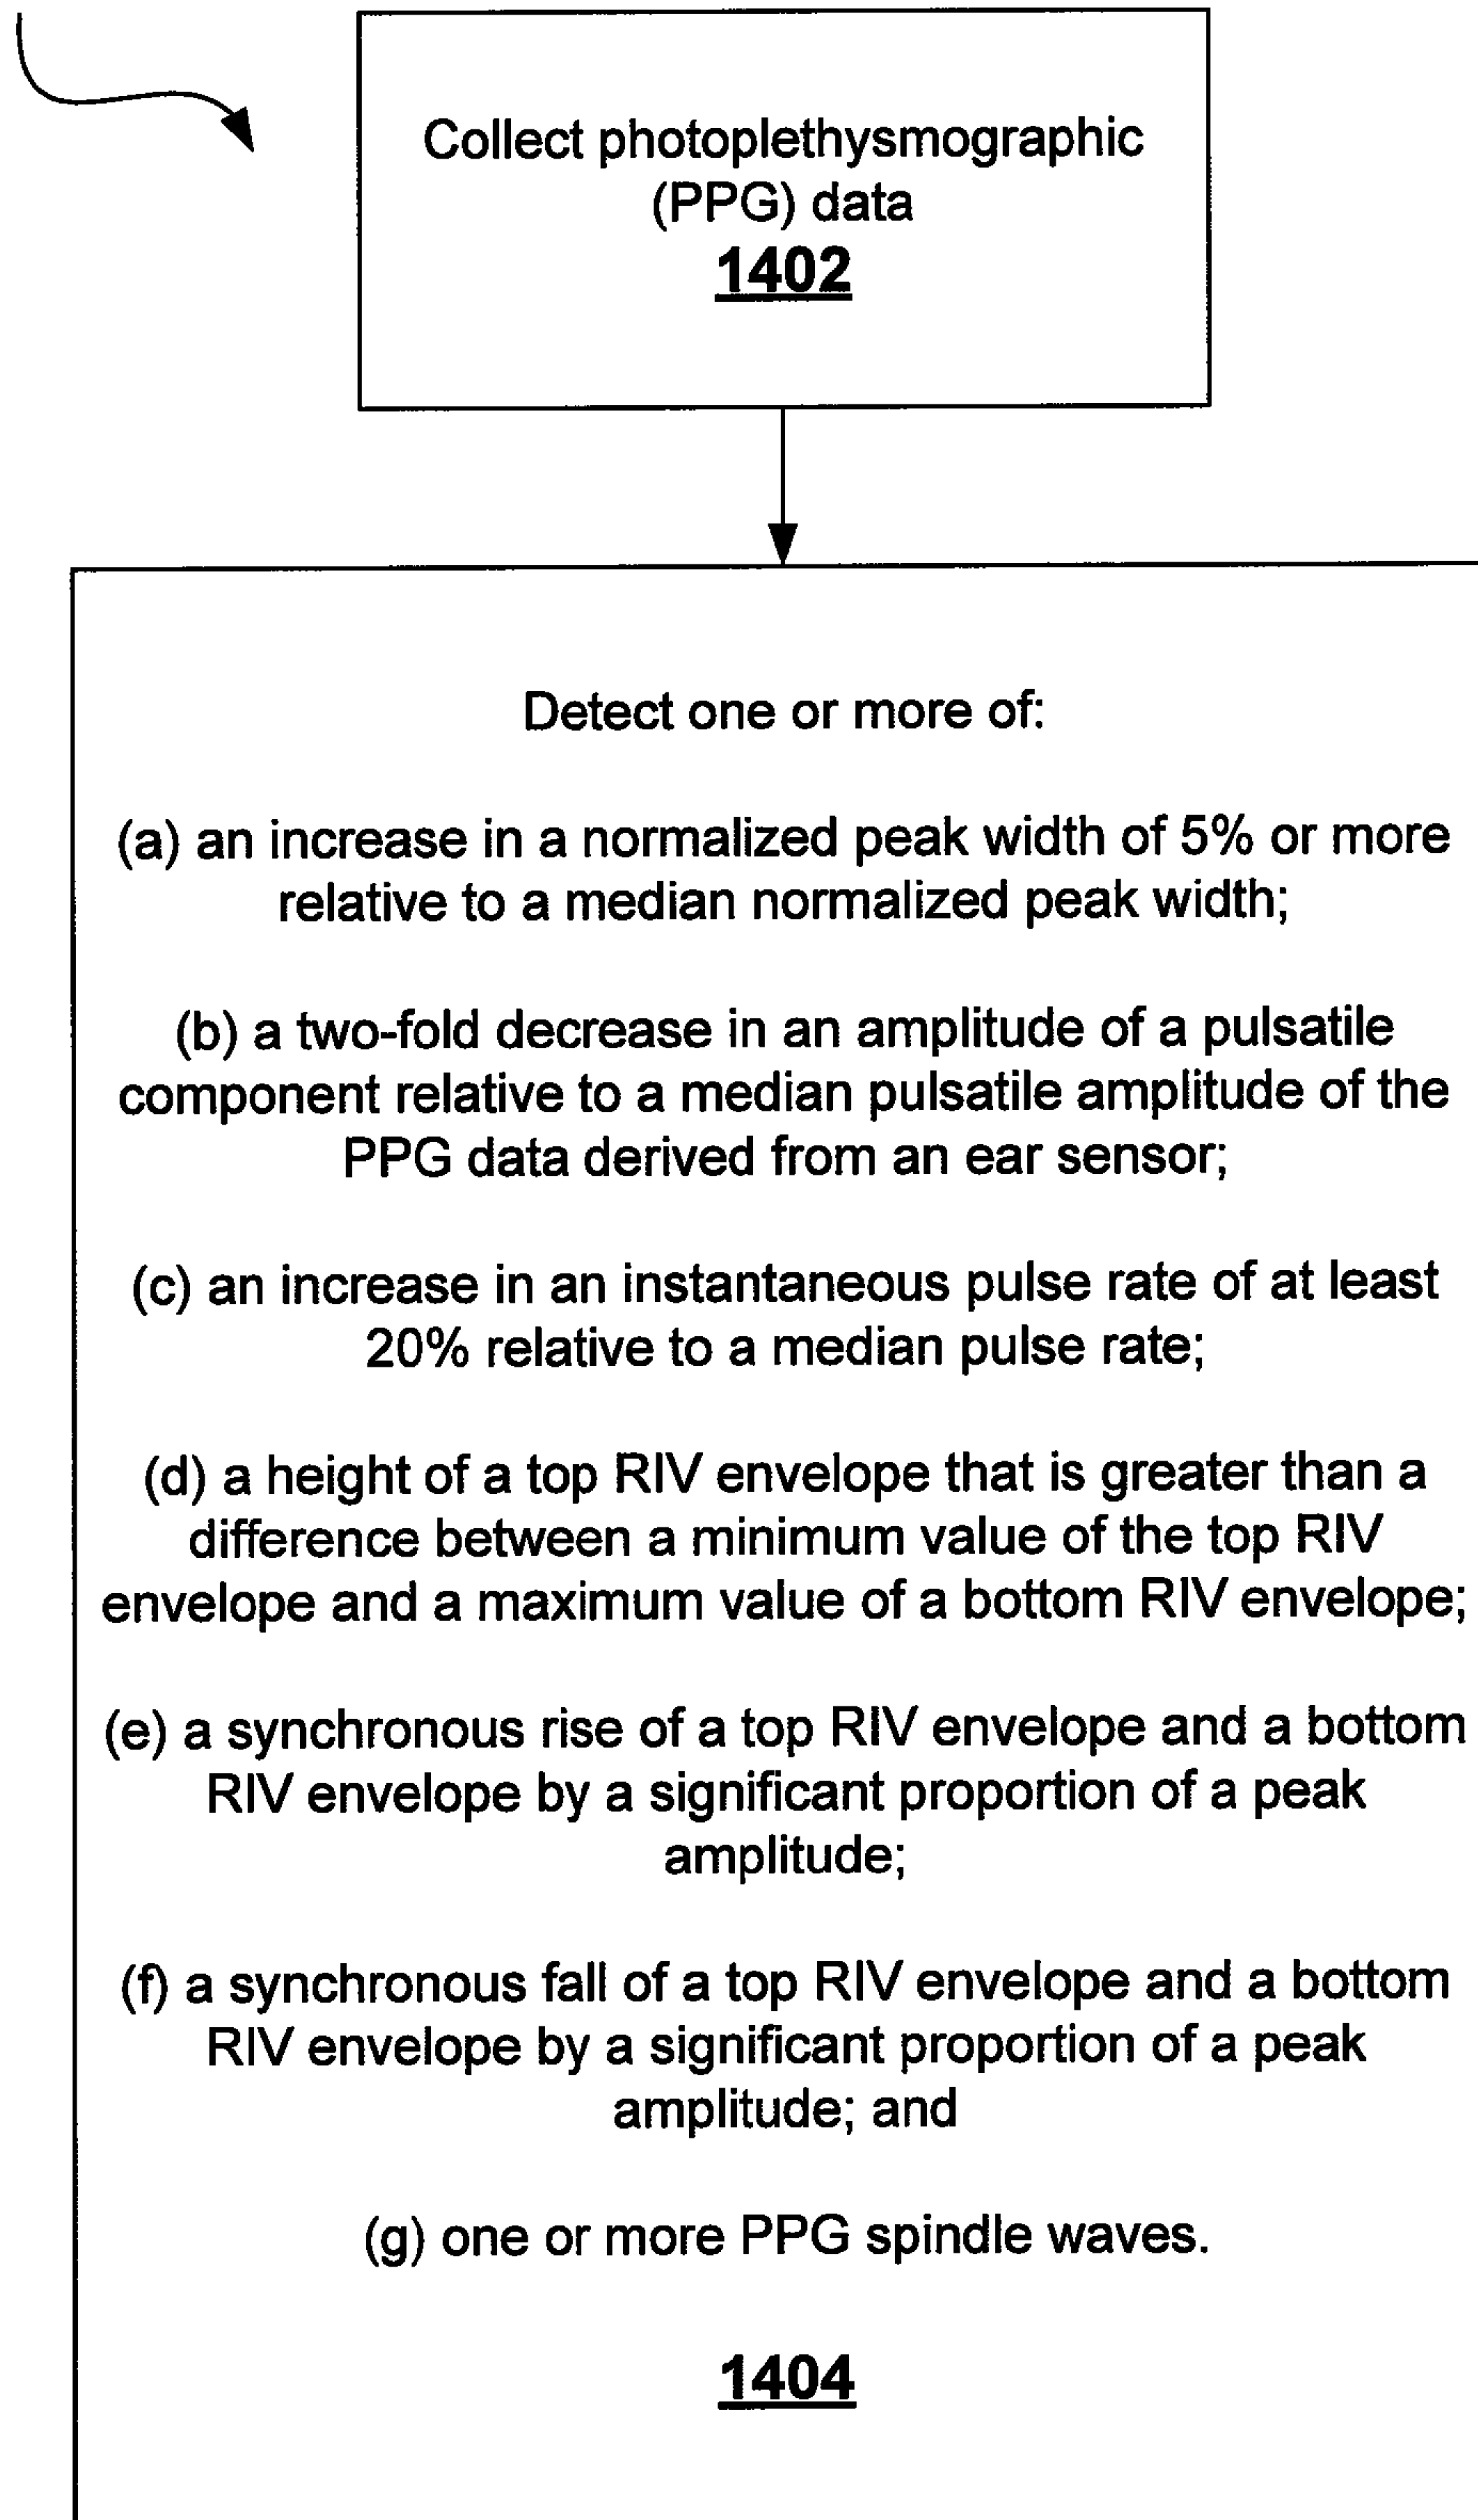 Collect photoplethysmographic
(PPG) data
1402
Detect one or more of:
(a) an increase in a normalized peak width of 5% or more
relative to a median normalized peak width;
(b) a two-fold decrease in an amplitude of a pulsatile
component relative to a median pulsatile amplitude of the
PPG data derived from an ear sensor;
(c) an increase in an instantaneous pulse rate of at least
20% relative to a median pulse rate;
(d) a height of a top RIV envelope that is greater than a
difference between a minimum value of the top RIV
envelope and a maximum value of a bottom RIV envelope;
(e) a synchronous rise of a top RIV envelope and a bottom
RIV envelope by a significant proportion of a peak
amplitude;
(f) a synchronous fall of a top RIV envelope and a bottom
RIV envelope by a significant proportion of a peak
amplitude; and
(g) one or more PPG spindle waves.
1404